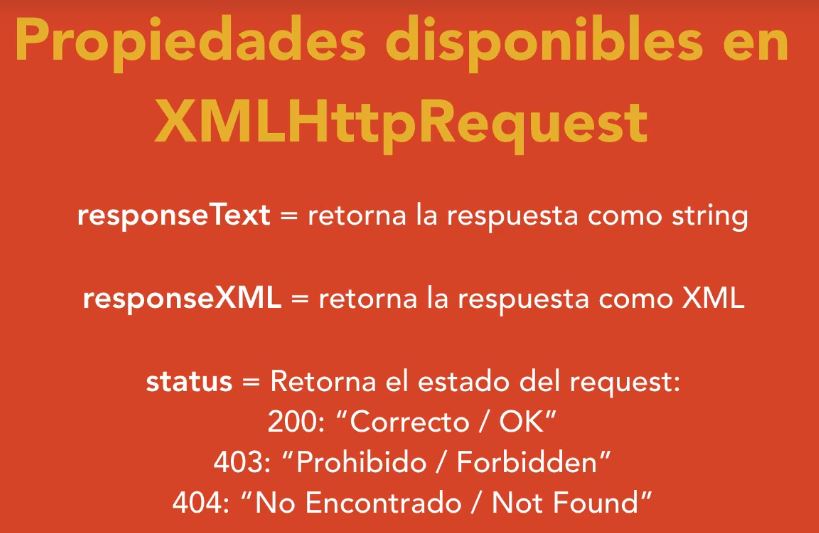 Propiedades disponibles en
XMLHttpRequest
responseText = retorna la respuesta como string
responseXML = retorna la respuesta como XML
status = Retorna el estado del request:
200: “Correcto / OK”
403: “Prohibido / Forbidden”
404: “No Encontrado / Not Found”